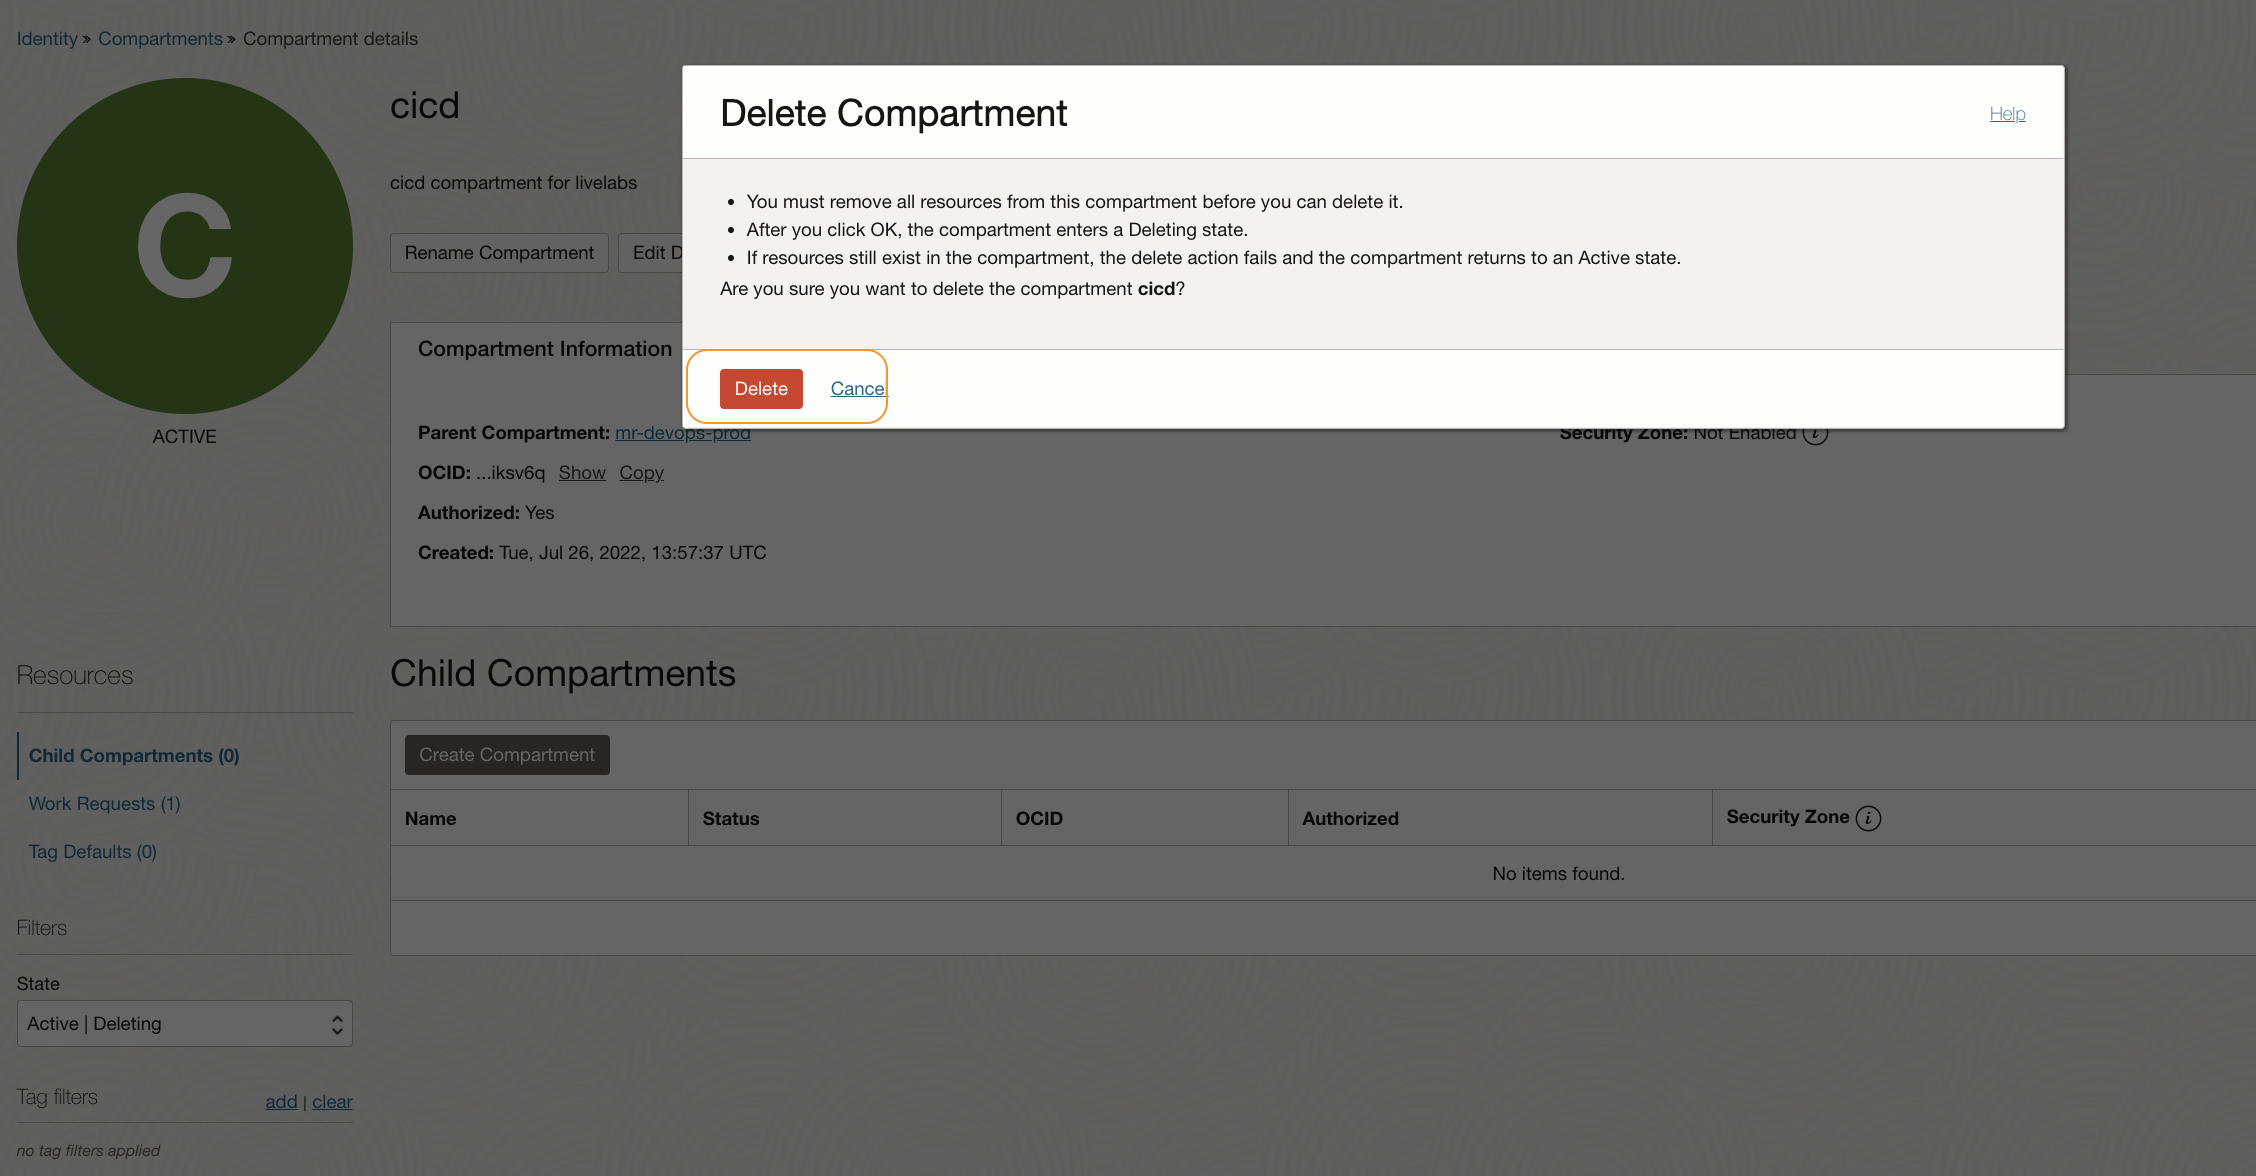 Identity » Compartments » Compartment details
C
ACTIVE
cicd
cicd compartment for livelabs
Rename Compartment
Edit D
Delete Compartment
Help
• You must remove all resources from this compartment before you can delete it.
• After you click OK, the compartment enters a Deleting state.
• If resources still exist in the compartment, the delete action fails and the compartment returns to an Active state.
Are you sure you want to delete the compartment cicd?
Delete Cance
Compartment Information
Parent Compartment: mr-devops-prod
Security Zone: Not Enabled i
OCID: ...iksv6q Show Copy
Authorized: Yes
Created: Tue, Jul 26, 2022, 13:57:37 UTC
Resources
Child Compartments (0)
Work Requests (1)
Tag Defaults (0)
Filters
State
Active | Deleting
Tag filters add | clear
no tag filters applied
Child Compartments
Create Compartment
Name Status OCID Authorized Security Zone i
No items found.